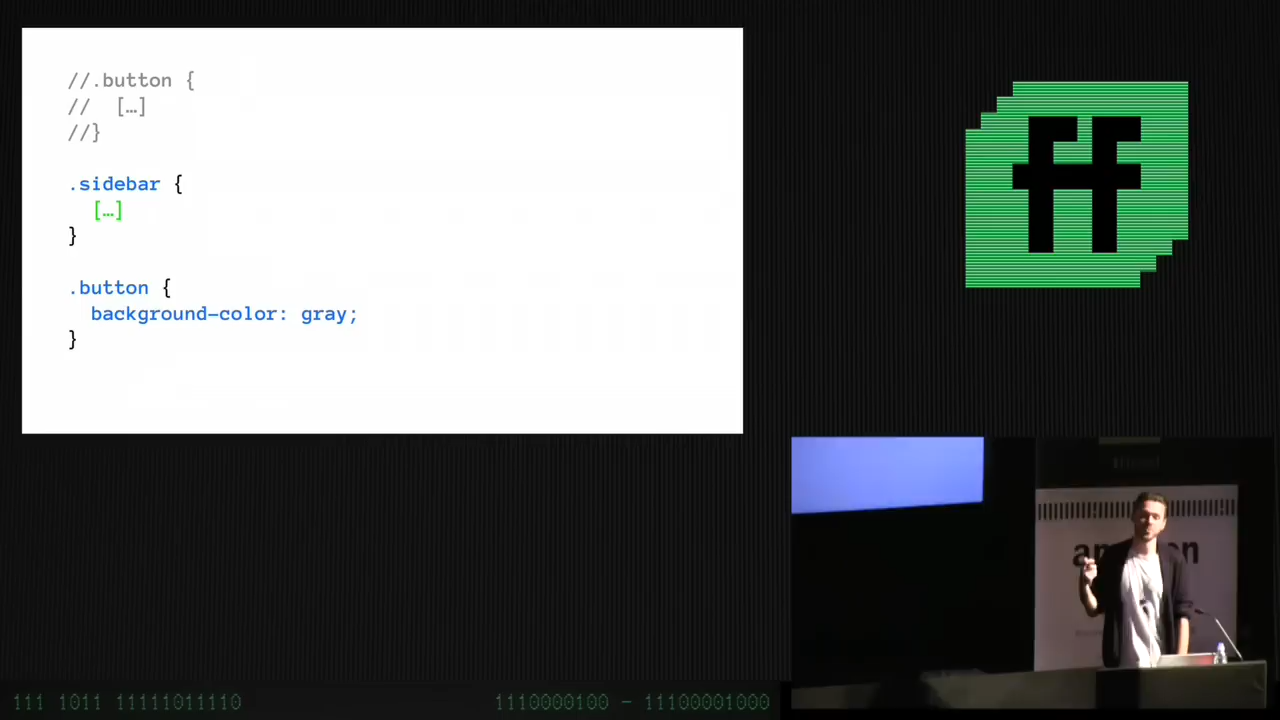 //.button {
//  […]
//}
.sidebar {
  […]
}
.button {
  background-color: gray;
}
ff
111 1011 11111011110
1110000100 - 11100001000